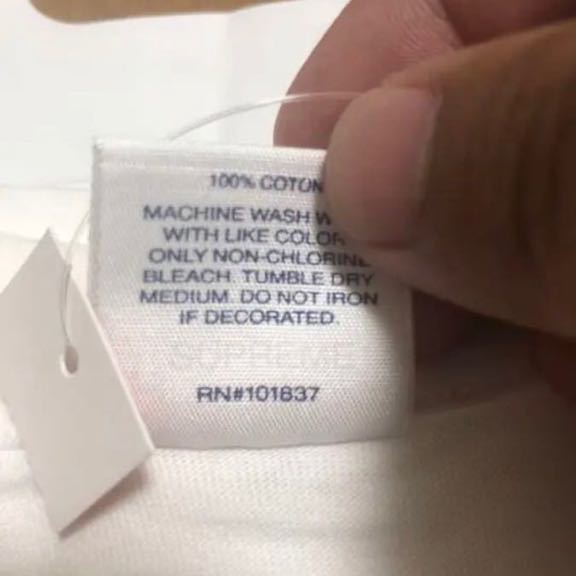 100% COTON
MACHINE WASH
WITH LIKE COLOR
ONLY NON-CHLORINE
BLEACH. TUMBLE DRY
MEDIUM. DO NOT IRON
IF DECORATED.
SUPREME
RN#101837